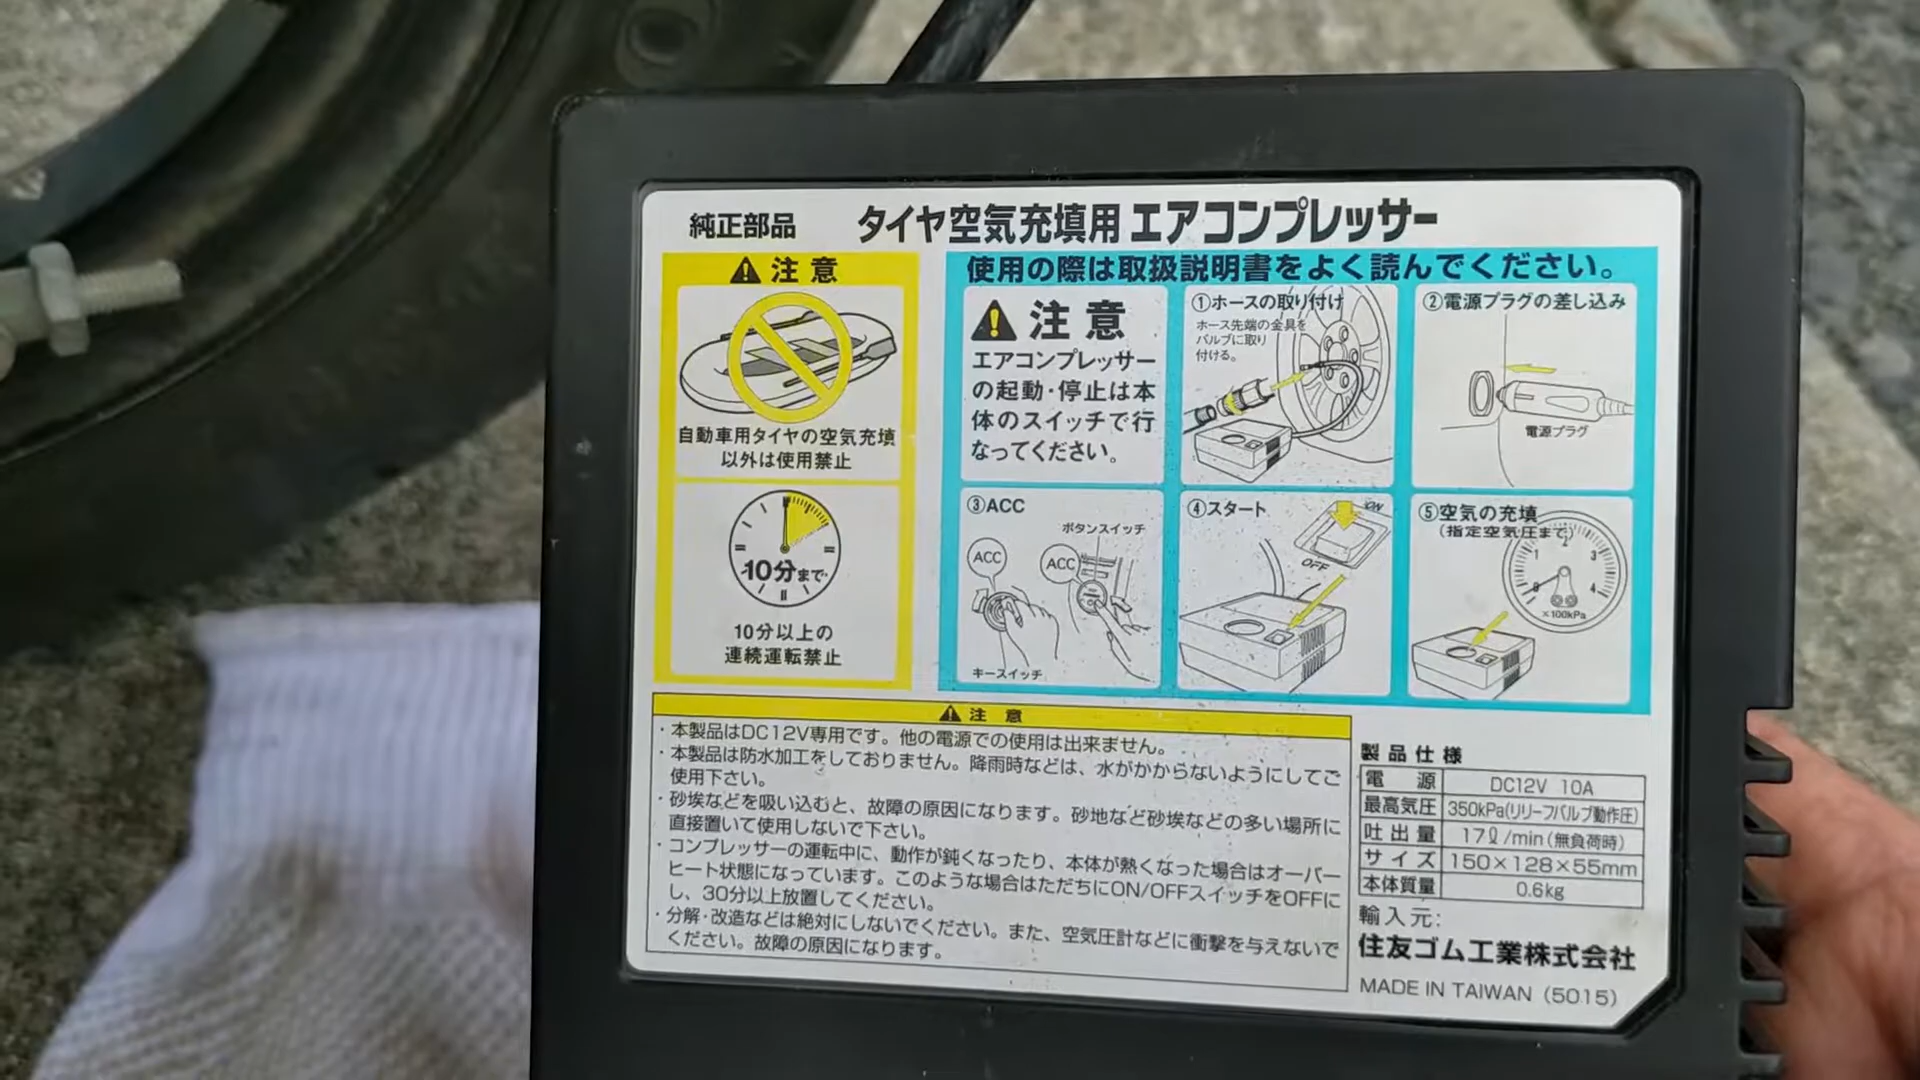 純正部品 タイヤ空気充填用エアコンプレッサー
注意
自動車用タイヤの空気充填
以外は使用禁止
10分まで
10分以上の
連続運転禁止
使用の際は取扱説明書をよく読んでください。
注意
エアコンプレッサー
の起動・停止は本
体のスイッチで行
なってください。
①ホースの取り付け
ホース先端の金具を
バルブに取り
付ける。
②電源プラグの差し込み
電源プラグ
③ACC
ボタンスイッチ
ACC
ACC
キースイッチ
④スタート
ON
OFF
⑤空気の充填
(指定空気圧まで)
0 1 2 3 4
×100kPa
注意
・本製品はDC12V専用です。他の電源での使用は出来ません。
・本製品は防水加工をしておりません。降雨時などは、水がかからないようにしてご
使用下さい。
・砂埃などを吸い込むと、故障の原因になります。砂地など砂埃などの多い場所に
直接置いて使用しないで下さい。
・コンプレッサーの運転中に、動作が鈍くなったり、本体が熱くなった場合はオーバー
ヒート状態になっています。このような場合はただちにON/OFFスイッチをOFFに
し、30分以上放置してください。
・分解・改造などは絶対にしないでください。また、空気圧計などに衝撃を与えないで
ください。故障の原因になります。
製品仕様
電源 DC12V 10A
最高気圧 350kPa(リリーフバルブ動作圧)
吐出量 17ℓ/min(無負荷時)
サイズ 150×128×55mm
本体質量 0.6kg
輸入元:
住友ゴム工業株式会社
MADE IN TAIWAN (5015)